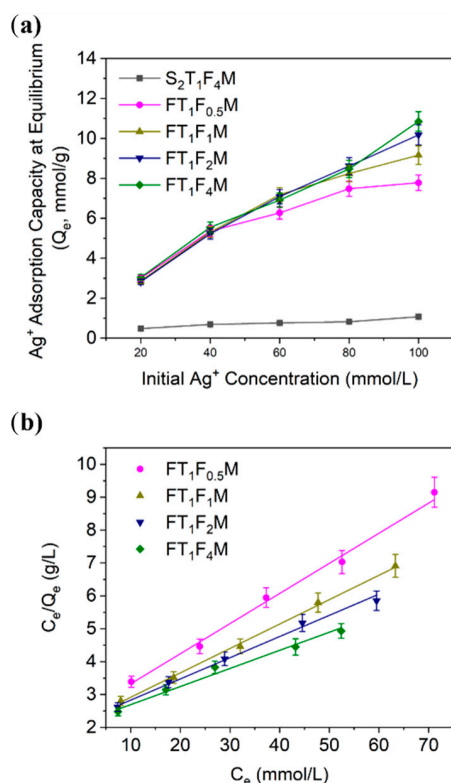 (a)
14
12
10
8
6
4
2
0
S₂T₁F₄M
FT₁F₀.₅M
FT₁F₁M
FT₁F₂M
FT₁F₄M
Ag⁺ Adsorption Capacity at Equilibrium
(Qₑ, mmol/g)
20 40 60 80 100
Initial Ag⁺ Concentration (mmol/L)
(b)
10
9
8
7
6
5
4
3
2
FT₁F₀.₅M
FT₁F₁M
FT₁F₂M
FT₁F₄M
Cₑ/Qₑ (g/L)
0 10 20 30 40 50 60 70
Cₑ (mmol/L)